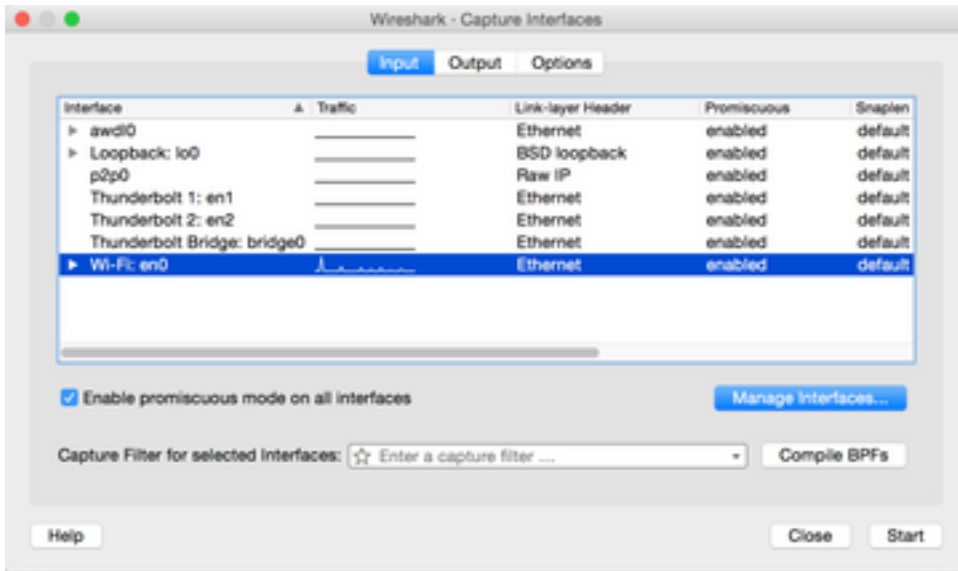 Wireshark - Capture Interfaces
Input Output Options
Interface Traffic Link-layer Header Promiscuous Snaplen
awdl0 Ethernet enabled default
Loopback: lo0 BSD loopback enabled default
p2p0 Raw IP enabled default
Thunderbolt 1: en1 Ethernet enabled default
Thunderbolt 2: en2 Ethernet enabled default
Thunderbolt Bridge: bridge0 Ethernet enabled default
Wi-Fi: en0 Ethernet enabled default
Enable promiscuous mode on all interfaces Manage Interfaces...
Capture Filter for selected Interfaces: Enter a capture filter ... Compile BPFs
Help Close Start